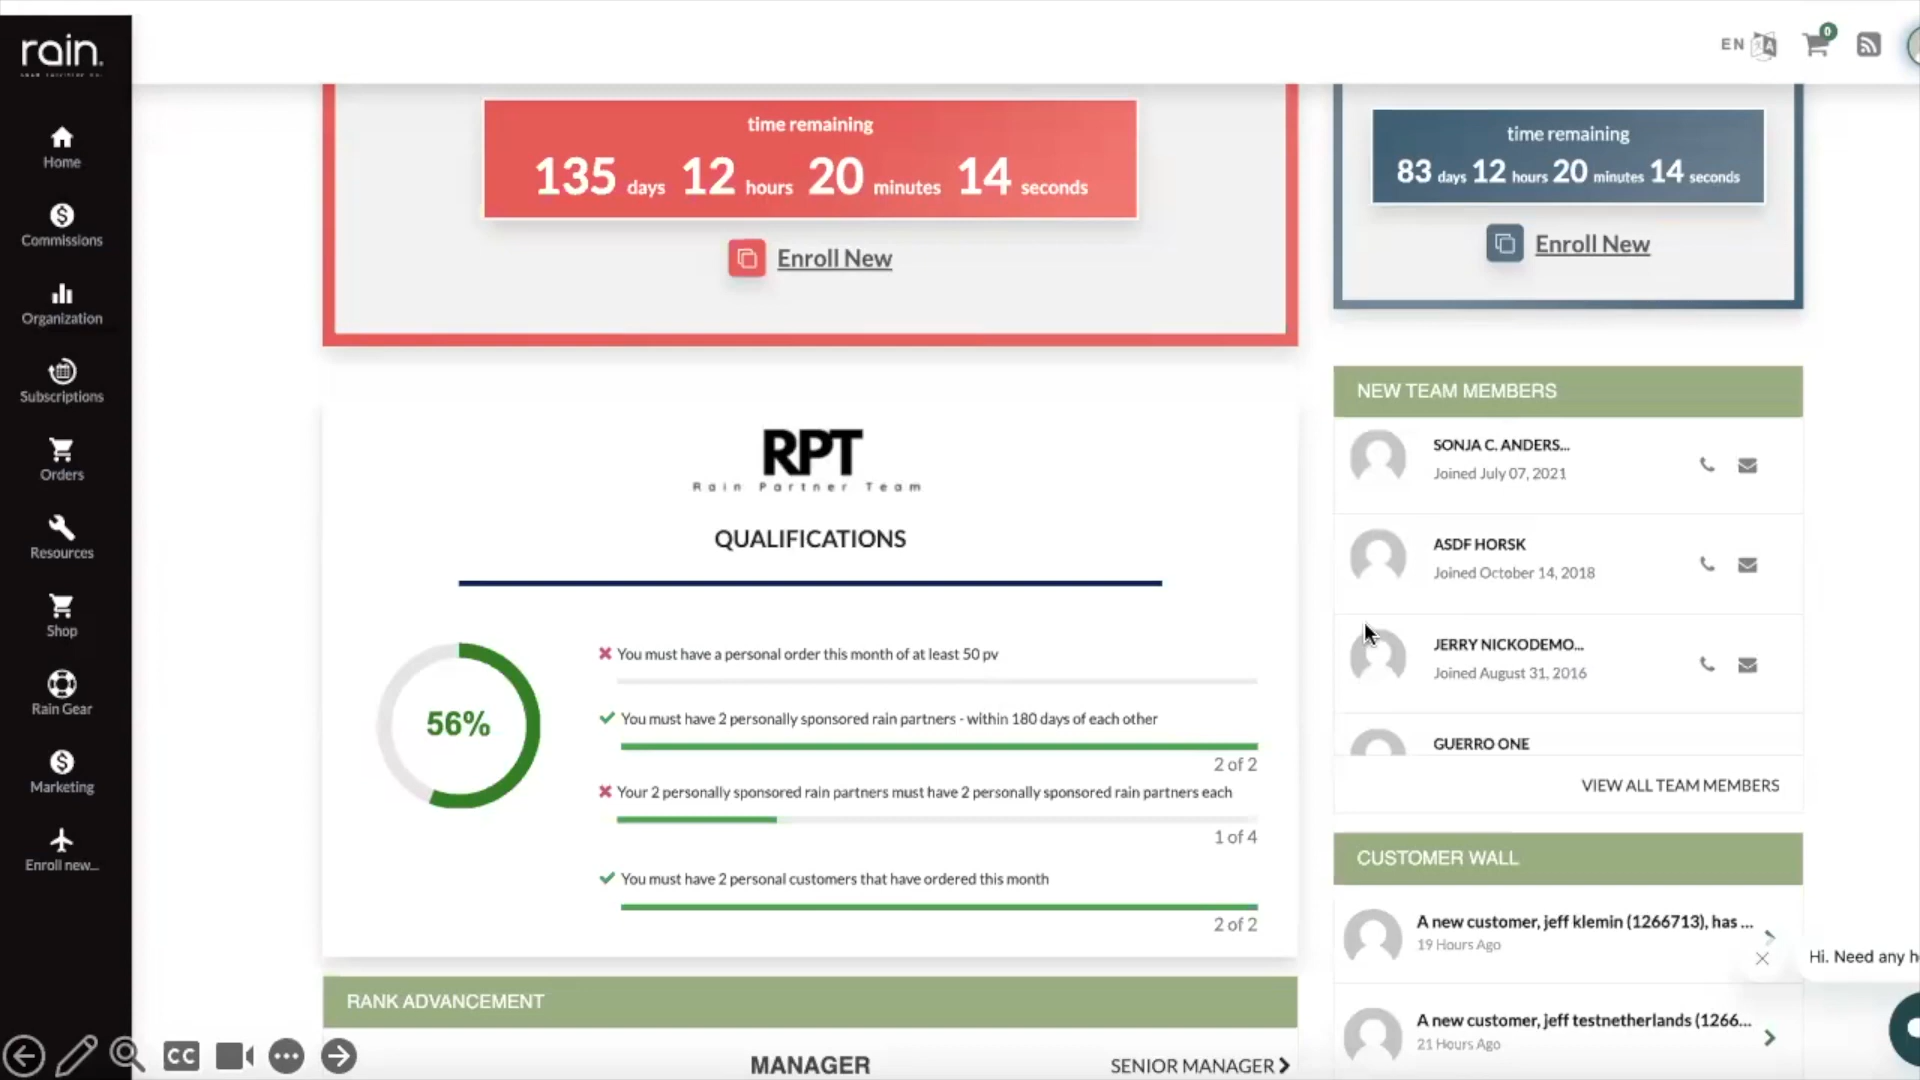 rain.
EN
0
Home
Commissions
Organization
Subscriptions
Orders
Resources
Shop
Rain Gear
Marketing
Enroll new...
time remaining
135 days 12 hours 20 minutes 14 seconds
Enroll New
time remaining
83 days 12 hours 20 minutes 14 seconds
Enroll New
RPT
Rain Partner Team
QUALIFICATIONS
56%
You must have a personal order this month of at least 50 pv
You must have 2 personally sponsored rain partners - within 180 days of each other
2 of 2
Your 2 personally sponsored rain partners must have 2 personally sponsored rain partners each
1 of 4
You must have 2 personal customers that have ordered this month
2 of 2
RANK ADVANCEMENT
MANAGER
SENIOR MANAGER
NEW TEAM MEMBERS
SONJA C. ANDERS...
Joined July 07, 2021
ASDF HORSK
Joined October 14, 2018
JERRY NICKODEMO...
Joined August 31, 2016
GUERRO ONE
VIEW ALL TEAM MEMBERS
CUSTOMER WALL
A new customer, jeff klemin (1266713), has ...
19 Hours Ago
Hi. Need any h
A new customer, jeff testnetherlands (1266...
21 Hours Ago
CC